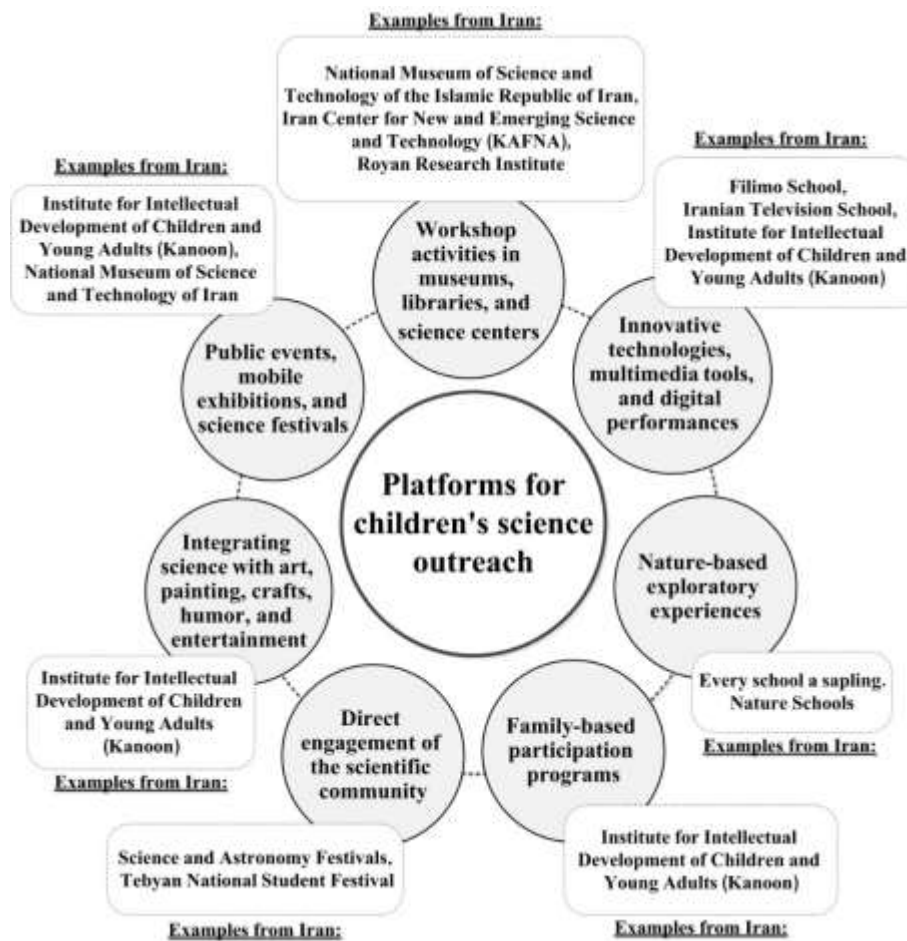 Examples from Iran:
National Museum of Science and
Technology of the Islamic Republic of Iran,
Iran Center for New and Emerging Science
and Technology (KAFNA),
Royan Research Institute
Workshop
activities in
museums,
libraries, and
science centers
Examples from Iran:
Filimo School,
Iranian Television School,
Institute for Intellectual
Development of Children and
Young Adults (Kanoon)
Innovative
technologies,
multimedia tools,
and digital
performances
Nature-based
exploratory
experiences
Every school a sapling.
Nature Schools
Examples from Iran:
Family-based
participation
programs
Institute for Intellectual
Development of Children and
Young Adults (Kanoon)
Examples from Iran:
Direct
engagement of
the scientific
community
Science and Astronomy Festivals,
Tebyan National Student Festival
Examples from Iran:
Integrating
science with art,
painting, crafts,
humor, and
entertainment
Institute for Intellectual
Development of Children
and Young Adults
(Kanoon)
Examples from Iran:
Examples from Iran:
Institute for Intellectual
Development of Children and
Young Adults (Kanoon),
National Museum of Science
and Technology of Iran
Public events,
mobile
exhibitions, and
science festivals
Platforms for
children's science
outreach